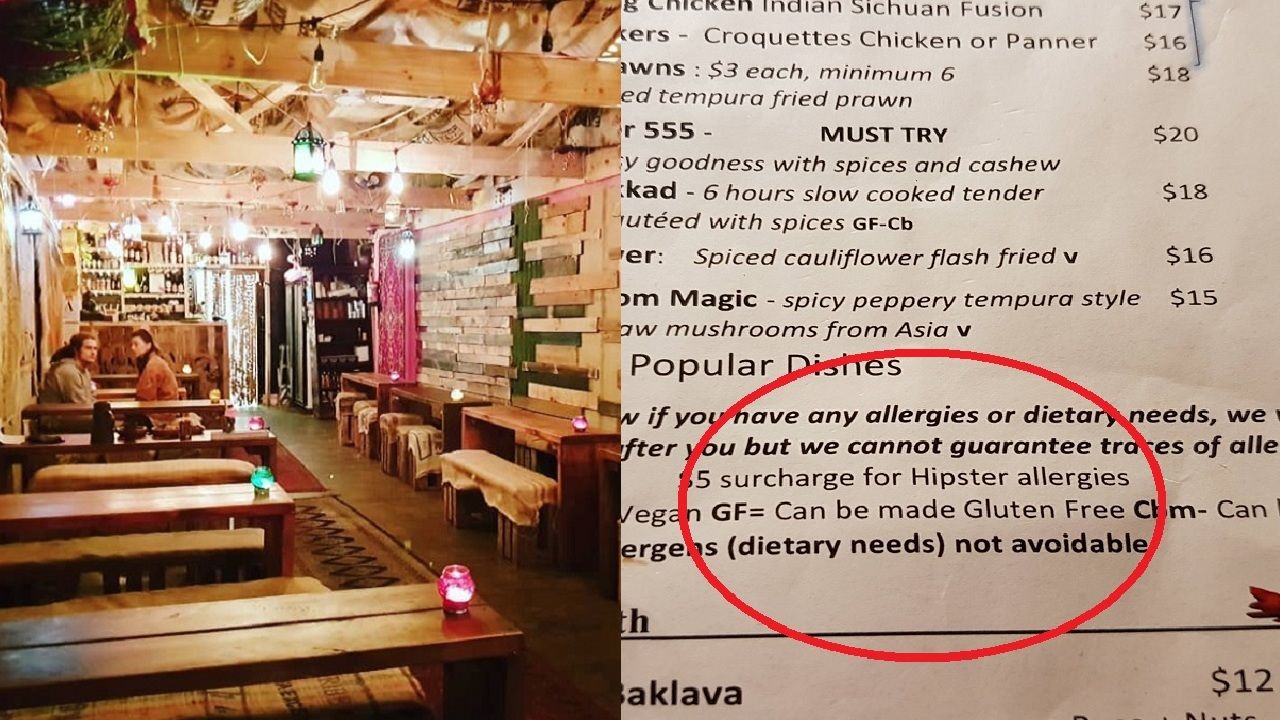 g Chicken Indian Sichuan Fusion $17
kers - Croquettes Chicken or Panner $16
awns : $3 each, minimum 6 $18
ed tempura fried prawn
r 555 - MUST TRY $20
y goodness with spices and cashew
kkad - 6 hours slow cooked tender $18
utéed with spices GF-Cb
er: Spiced cauliflower flash fried v $16
om Magic - spicy peppery tempura style $15
aw mushrooms from Asia v
Popular Dishes
w if you have any allergies or dietary needs, we
fter you but we cannot guarantee traces of alle
$5 surcharge for Hipster allergies
Vegan GF= Can be made Gluten Free Cbm- Can
ergens (dietary needs) not avoidable
th
Baklava $12